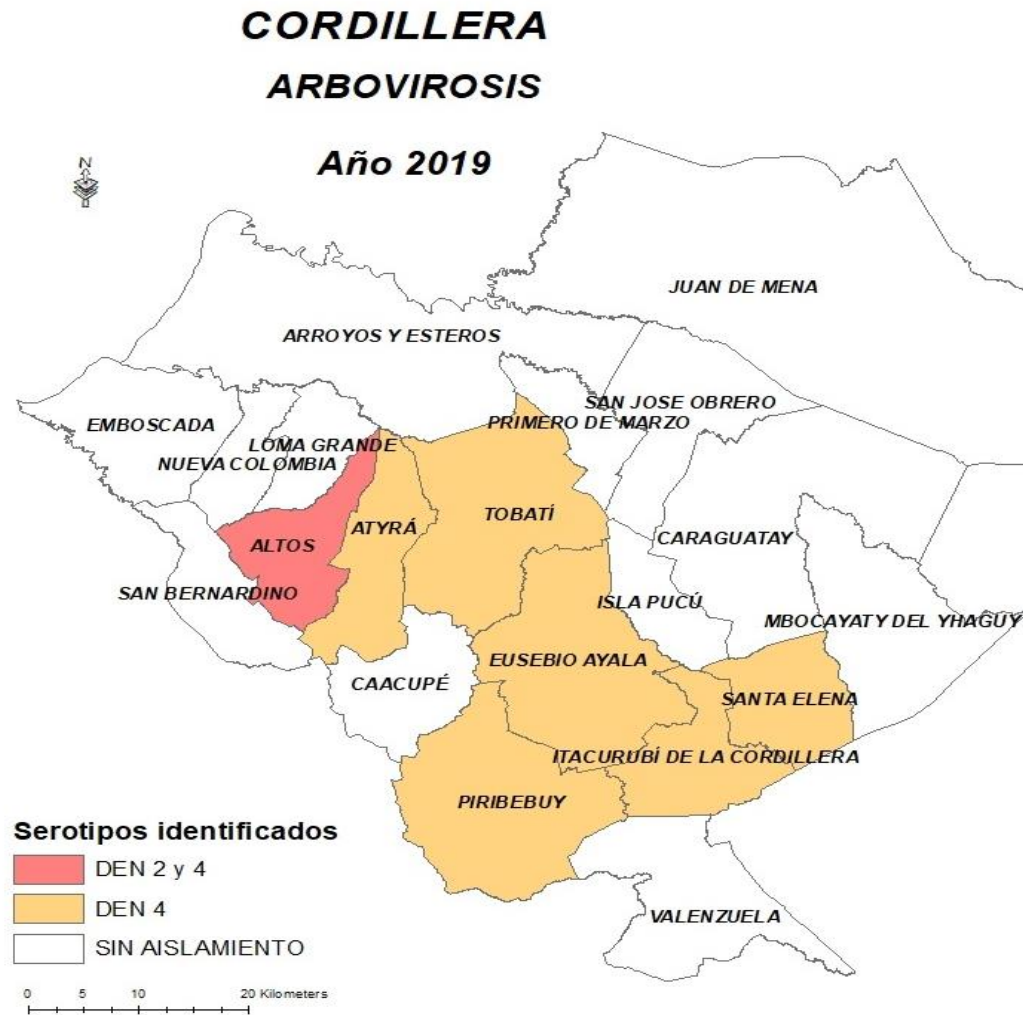 CORDILLERA
ARBOVIROSIS
Año 2019
N
JUAN DE MENA
ARROYOS Y ESTEROS
SAN JOSE OBRERO
EMBOSCADA
PRIMERO DE MARZO
LOMA GRANDE
NUEVA COLOMBIA
TOBATÍ
ATYRÁ
ALTOS
CARAGUATAY
SAN BERNARDINO
ISLA PUCÚ
MBOCAYATY DEL YHAGUY
EUSEBIO AYALA
CAACUPÉ
SANTA ELENA
ITACURUBÍ DE LA CORDILLERA
PIRIBEBUY
VALENZUELA
Serotipos identificados
DEN 2 y 4
DEN 4
SIN AISLAMIENTO
0 5 10 20 Kilometers